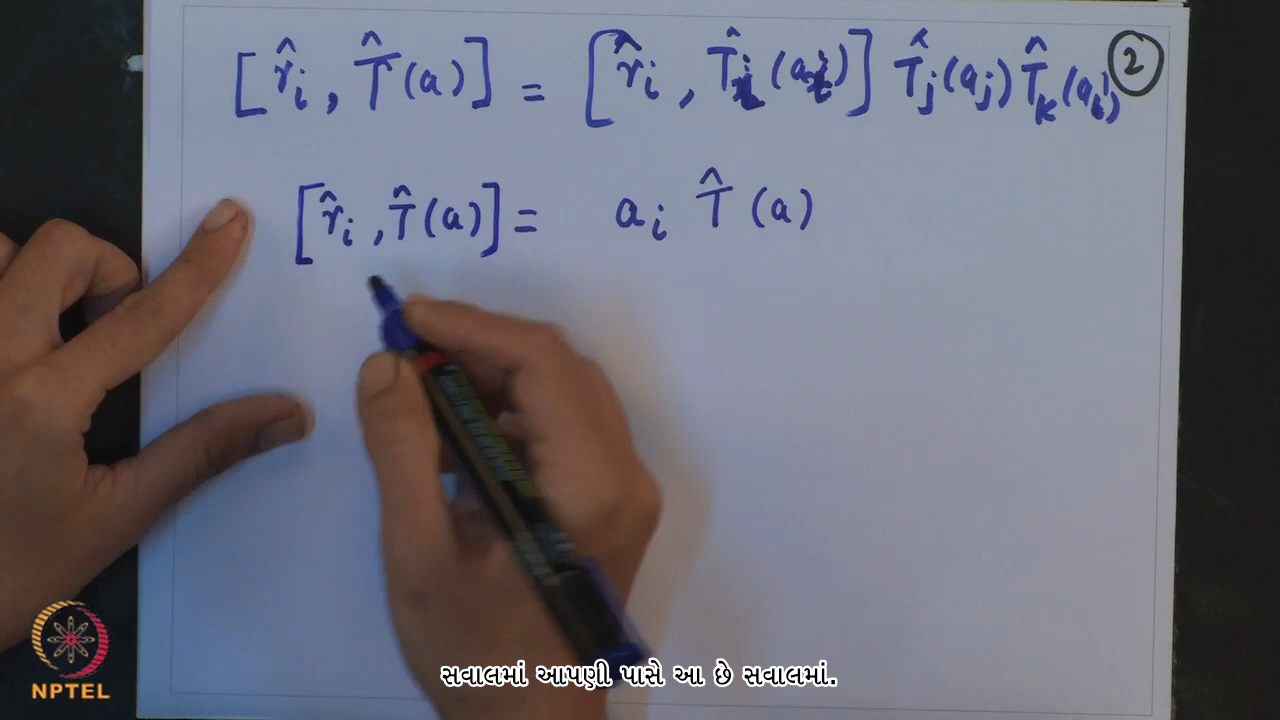 [r̂ᵢ, T̂(a)] = [r̂ᵢ, T̂ᵢ(aᵢ)] T̂ⱼ(aⱼ) T̂ₖ(aₖ) ②
[r̂ᵢ, T̂(a)] = aᵢ T̂(a)
સવાલમાં આપણી પાસે આ છે સવાલમાં.
NPTEL